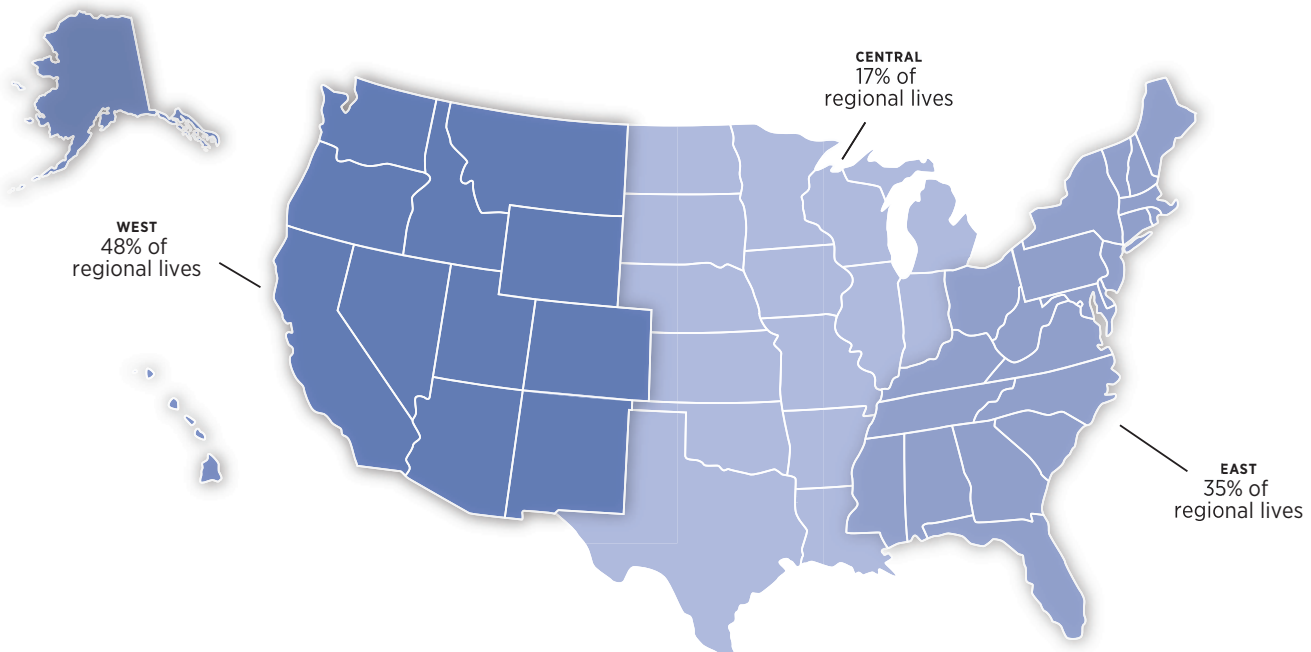 CENTRAL
17% of
regional lives
WEST
48% of
regional lives
EAST
35% of
regional lives